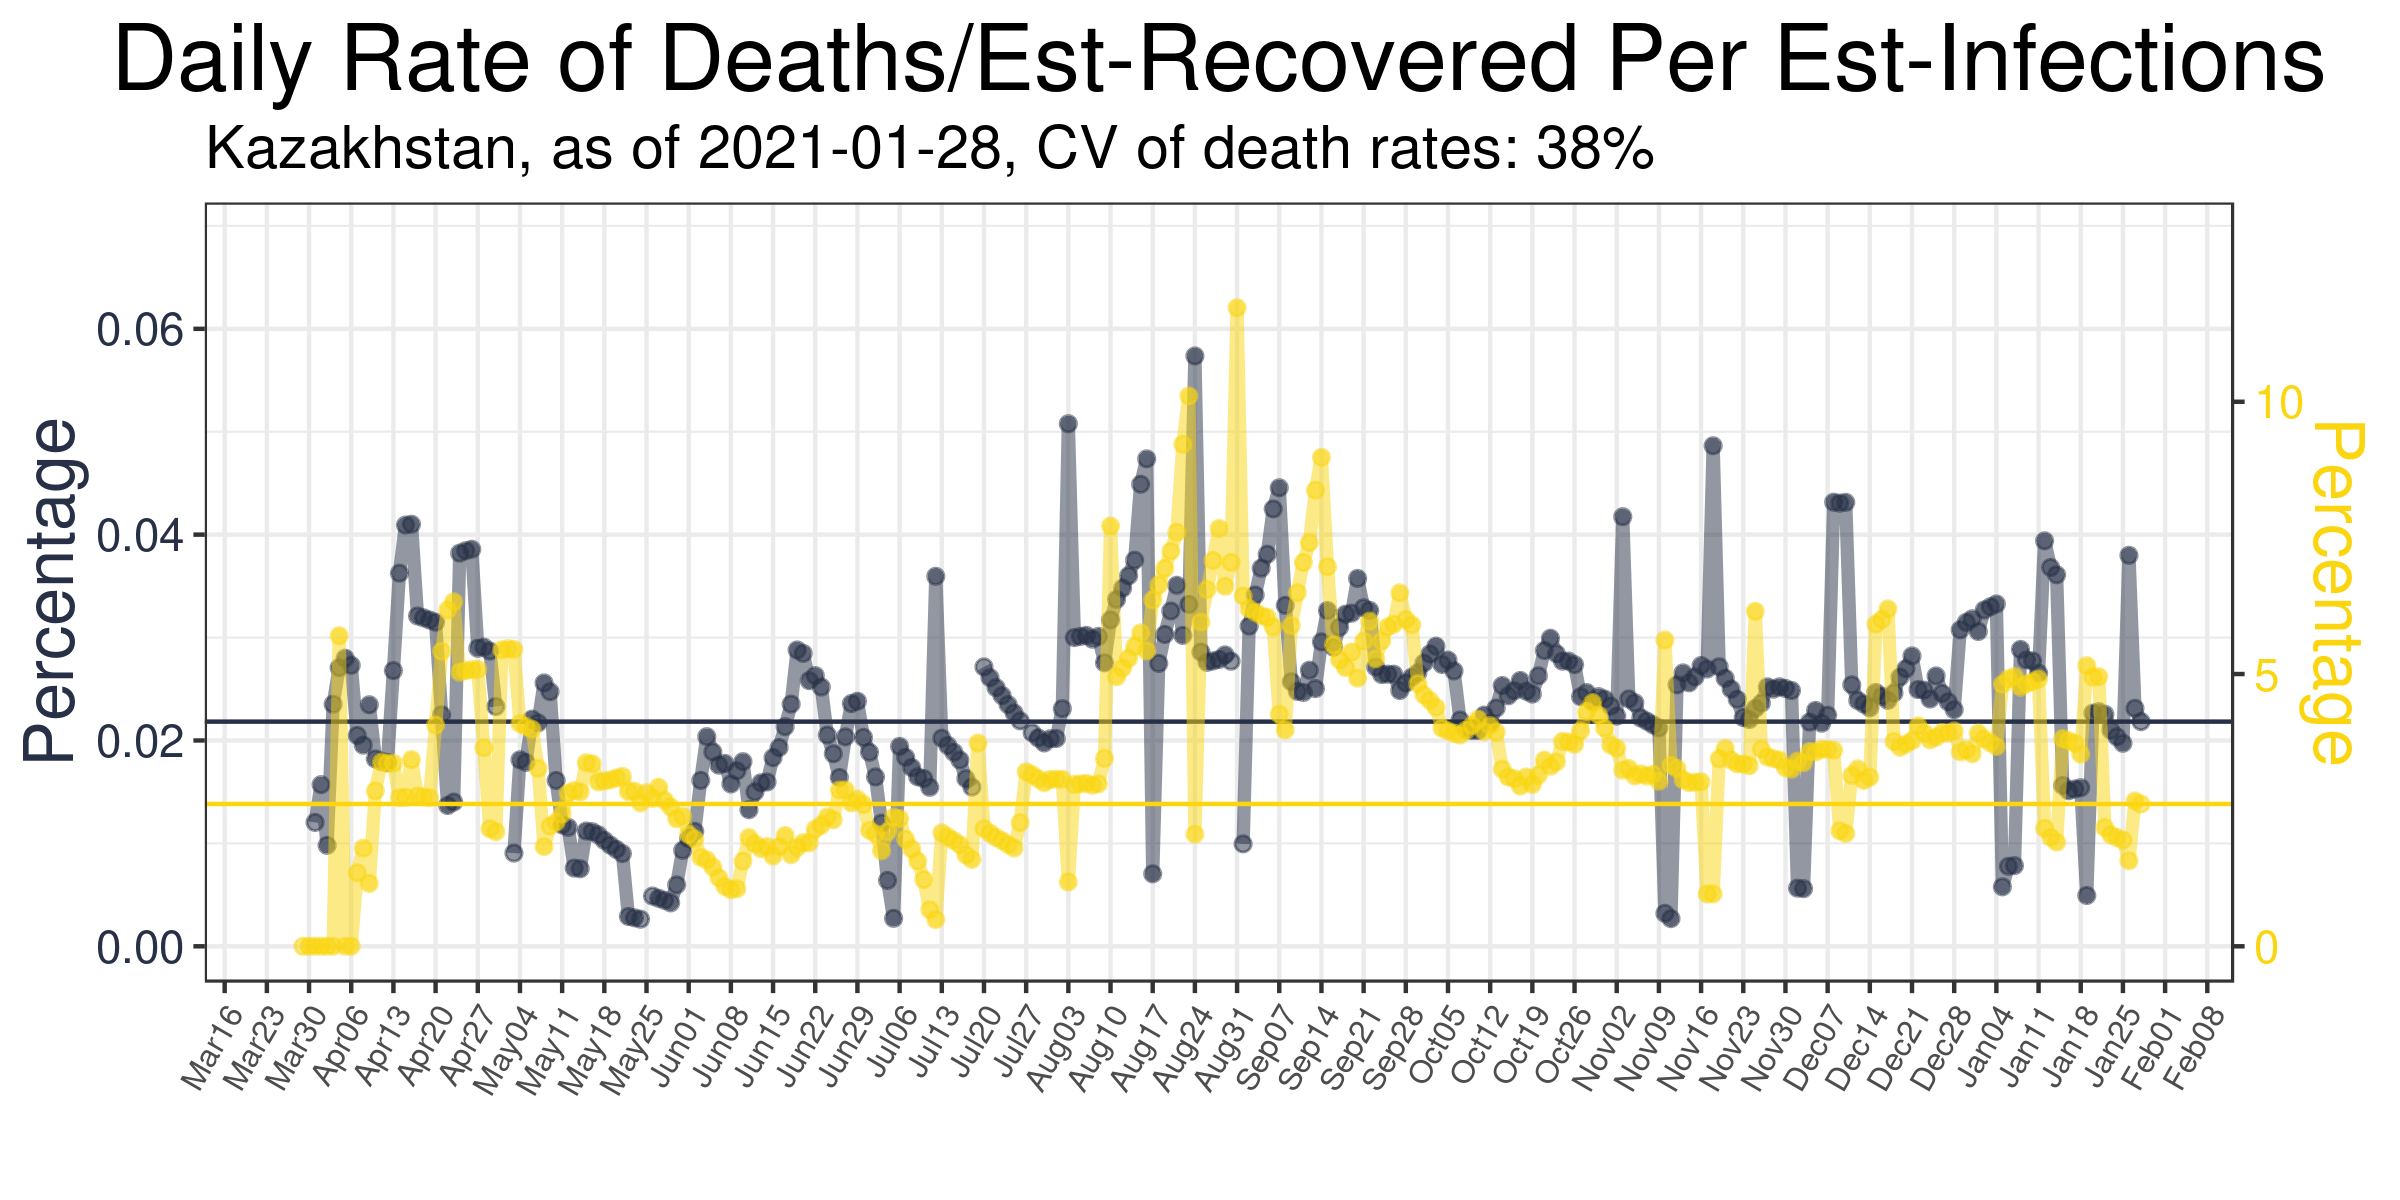 Daily Rate of Deaths/Est-Recovered Per Est-Infections
Kazakhstan, as of 2021-01-28, CV of death rates: 38%
Percentage
0.06
0.04
0.02
0.00
10
5
0
Percentage
Mar16 Mar23 Mar30 Apr06 Apr13 Apr20 Apr27 May04 May11 May18 May25 Jun01 Jun08 Jun15 Jun22 Jun29 Jul06 Jul13 Jul20 Jul27 Aug03 Aug10 Aug17 Aug24 Aug31 Sep07 Sep14 Sep21 Sep28 Oct05 Oct12 Oct19 Oct26 Nov02 Nov09 Nov16 Nov23 Nov30 Dec07 Dec14 Dec21 Dec28 Jan04 Jan11 Jan18 Jan25 Feb01 Feb08